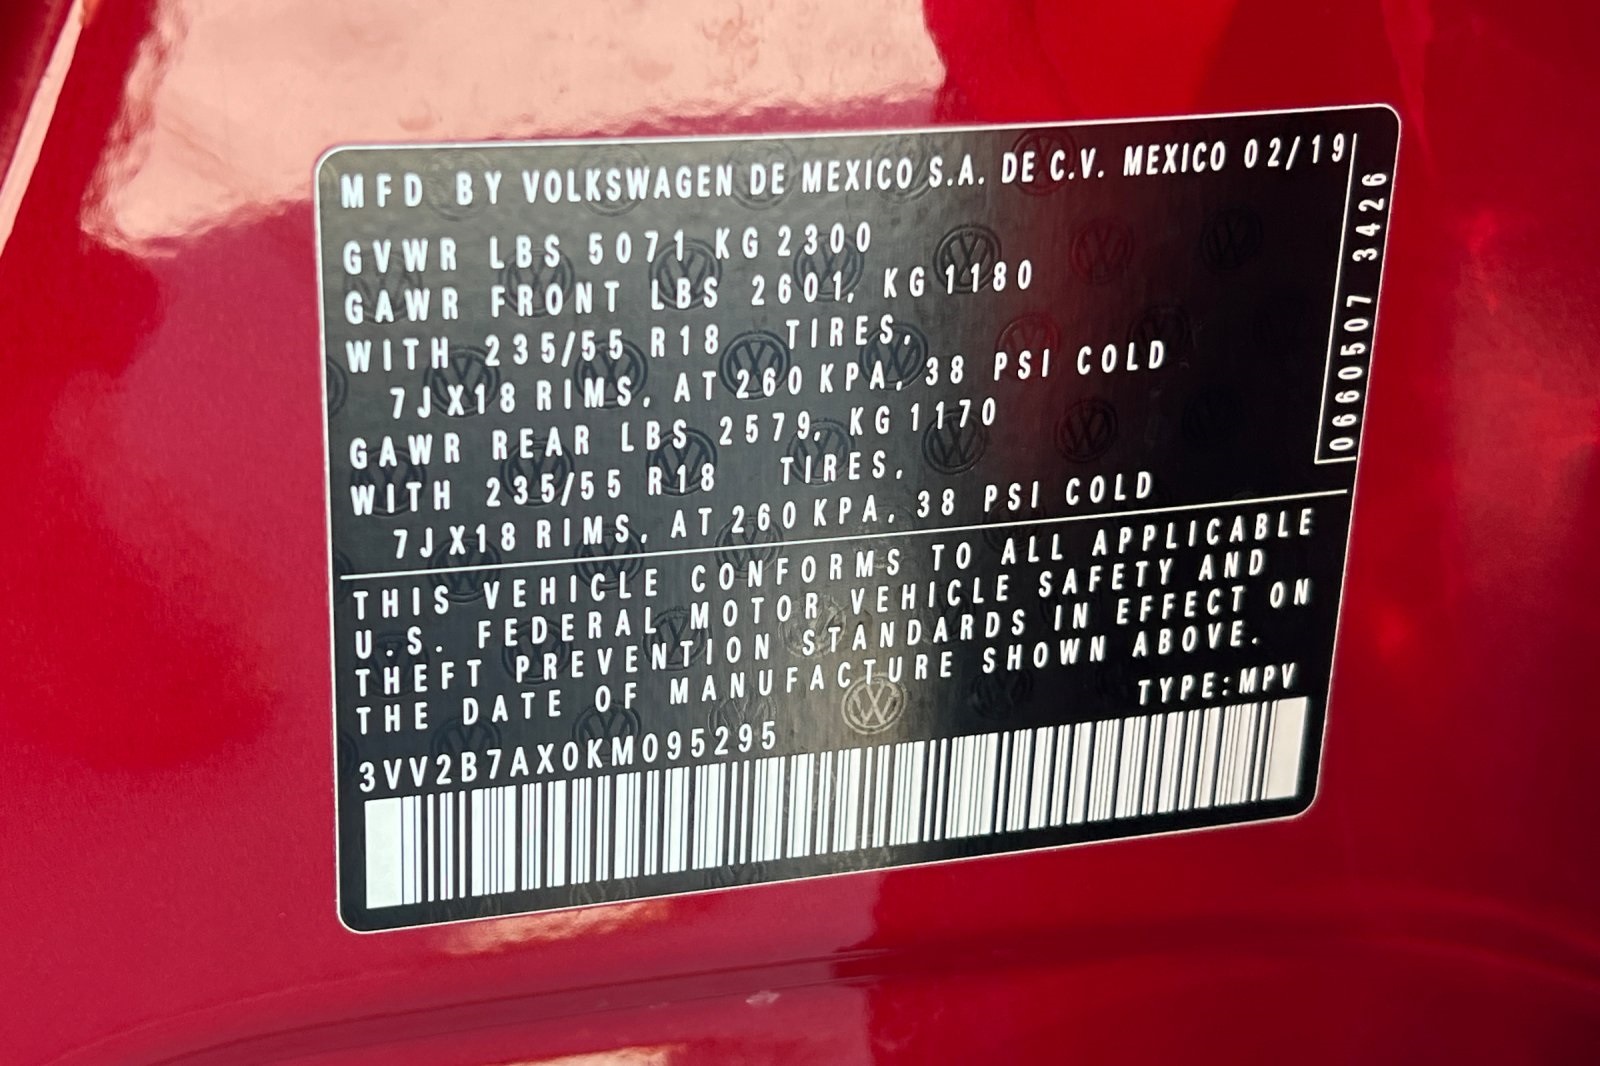 MFD BY VOLKSWAGEN DE MEXICO S.A. DE C.V. MEXICO 02/19
GVWR LBS 5071 KG 2300
GAWR FRONT LBS 2601, KG 1180
WITH 235/55 R18 TIRES,
7JX18 RIMS, AT 260 KPA, 38 PSI COLD
GAWR REAR LBS 2579, KG 1170
WITH 235/55 R18 TIRES,
7JX18 RIMS, AT 260 KPA, 38 PSI COLD
0660507 3426
THIS VEHICLE CONFORMS TO ALL APPLICABLE
U.S. FEDERAL MOTOR VEHICLE SAFETY AND
THEFT PREVENTION STANDARDS IN EFFECT ON
THE DATE OF MANUFACTURE SHOWN ABOVE.
TYPE:MPV
3VV2B7AX0KM095295